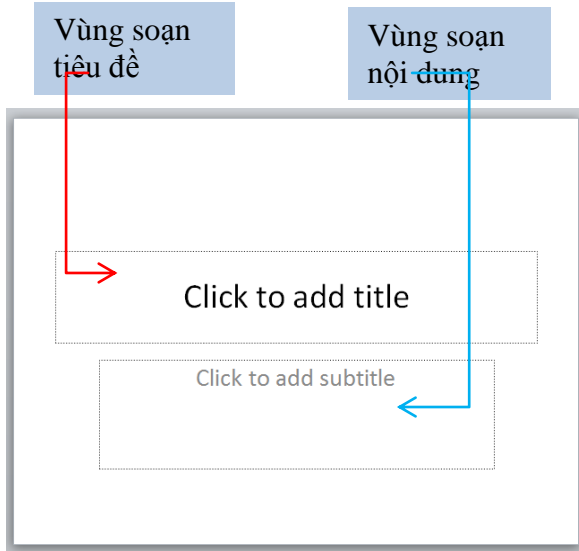 Vùng soạn
tiêu đề
Vùng soạn
nội dung
Click to add title
Click to add subtitle